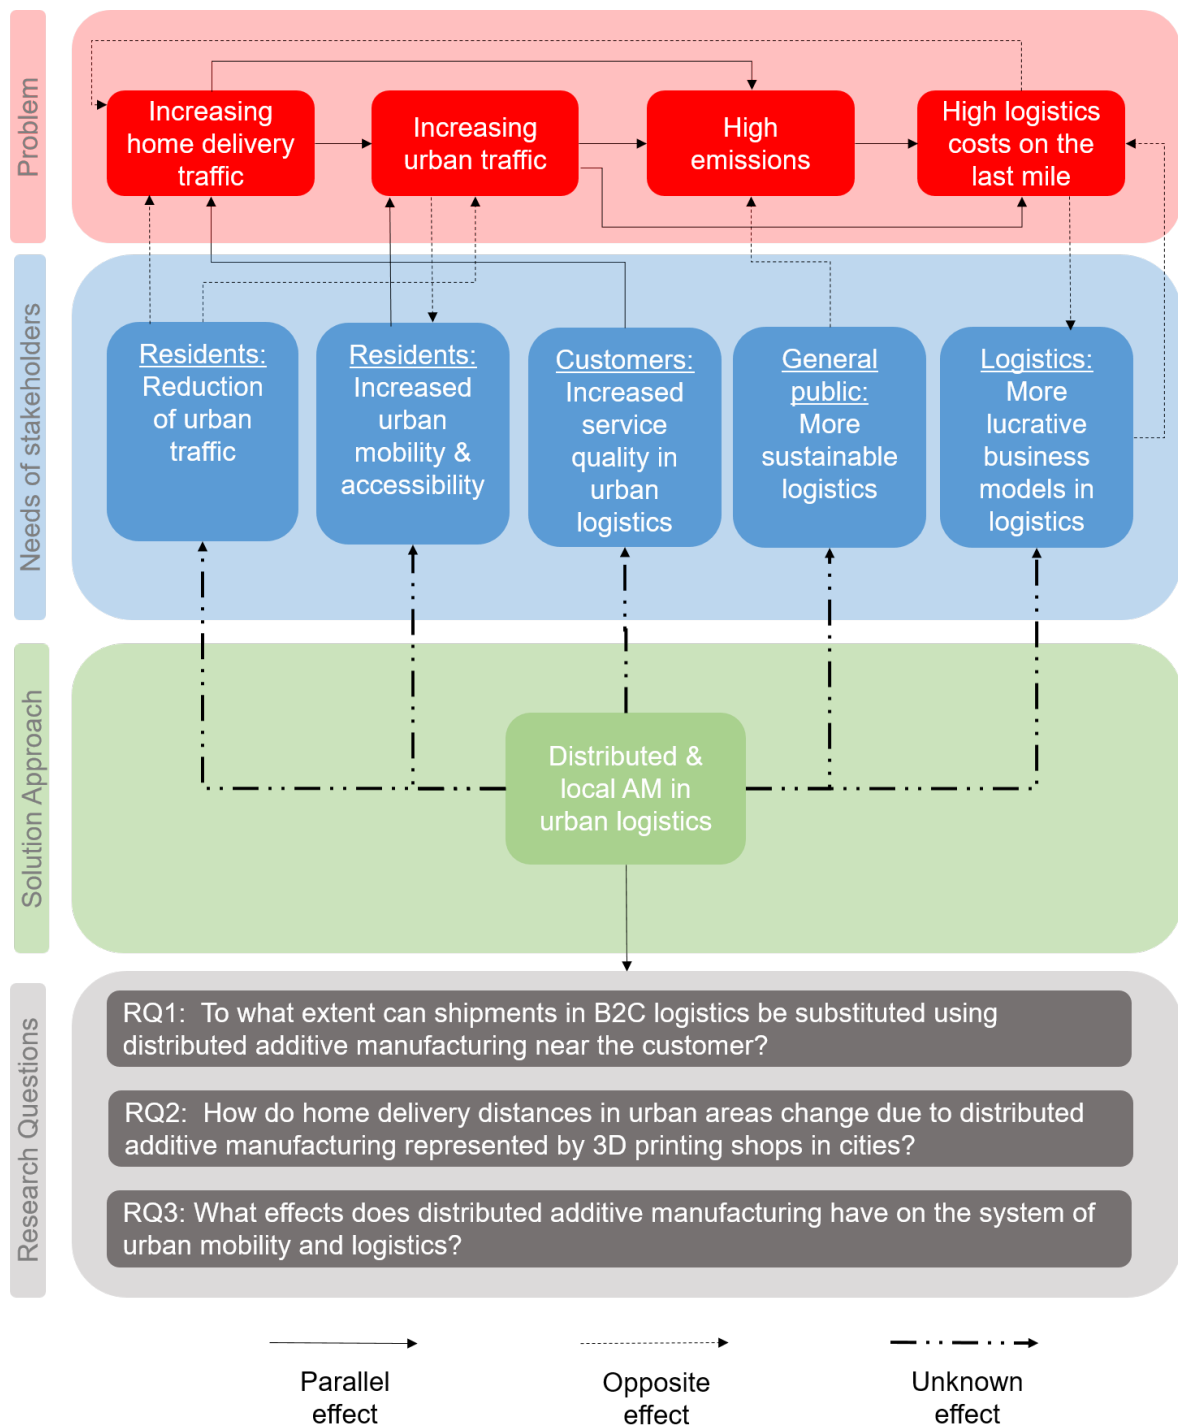 Problem
Increasing
home delivery
traffic
Increasing
urban traffic
High
emissions
High logistics
costs on the
last mile
Needs of stakeholders
Residents:
Reduction
of urban
traffic
Residents:
Increased
urban
mobility &
accessibility
Customers:
Increased
service
quality in
urban
logistics
General
public:
More
sustainable
logistics
Logistics:
More
lucrative
business
models in
logistics
Solution Approach
Distributed &
local AM in
urban logistics
Research Questions
RQ1:  To what extent can shipments in B2C logistics be substituted using
distributed additive manufacturing near the customer?
RQ2:  How do home delivery distances in urban areas change due to distributed
additive manufacturing represented by 3D printing shops in cities?
RQ3: What effects does distributed additive manufacturing have on the system of
urban mobility and logistics?
Parallel
effect
Opposite
effect
Unknown
effect